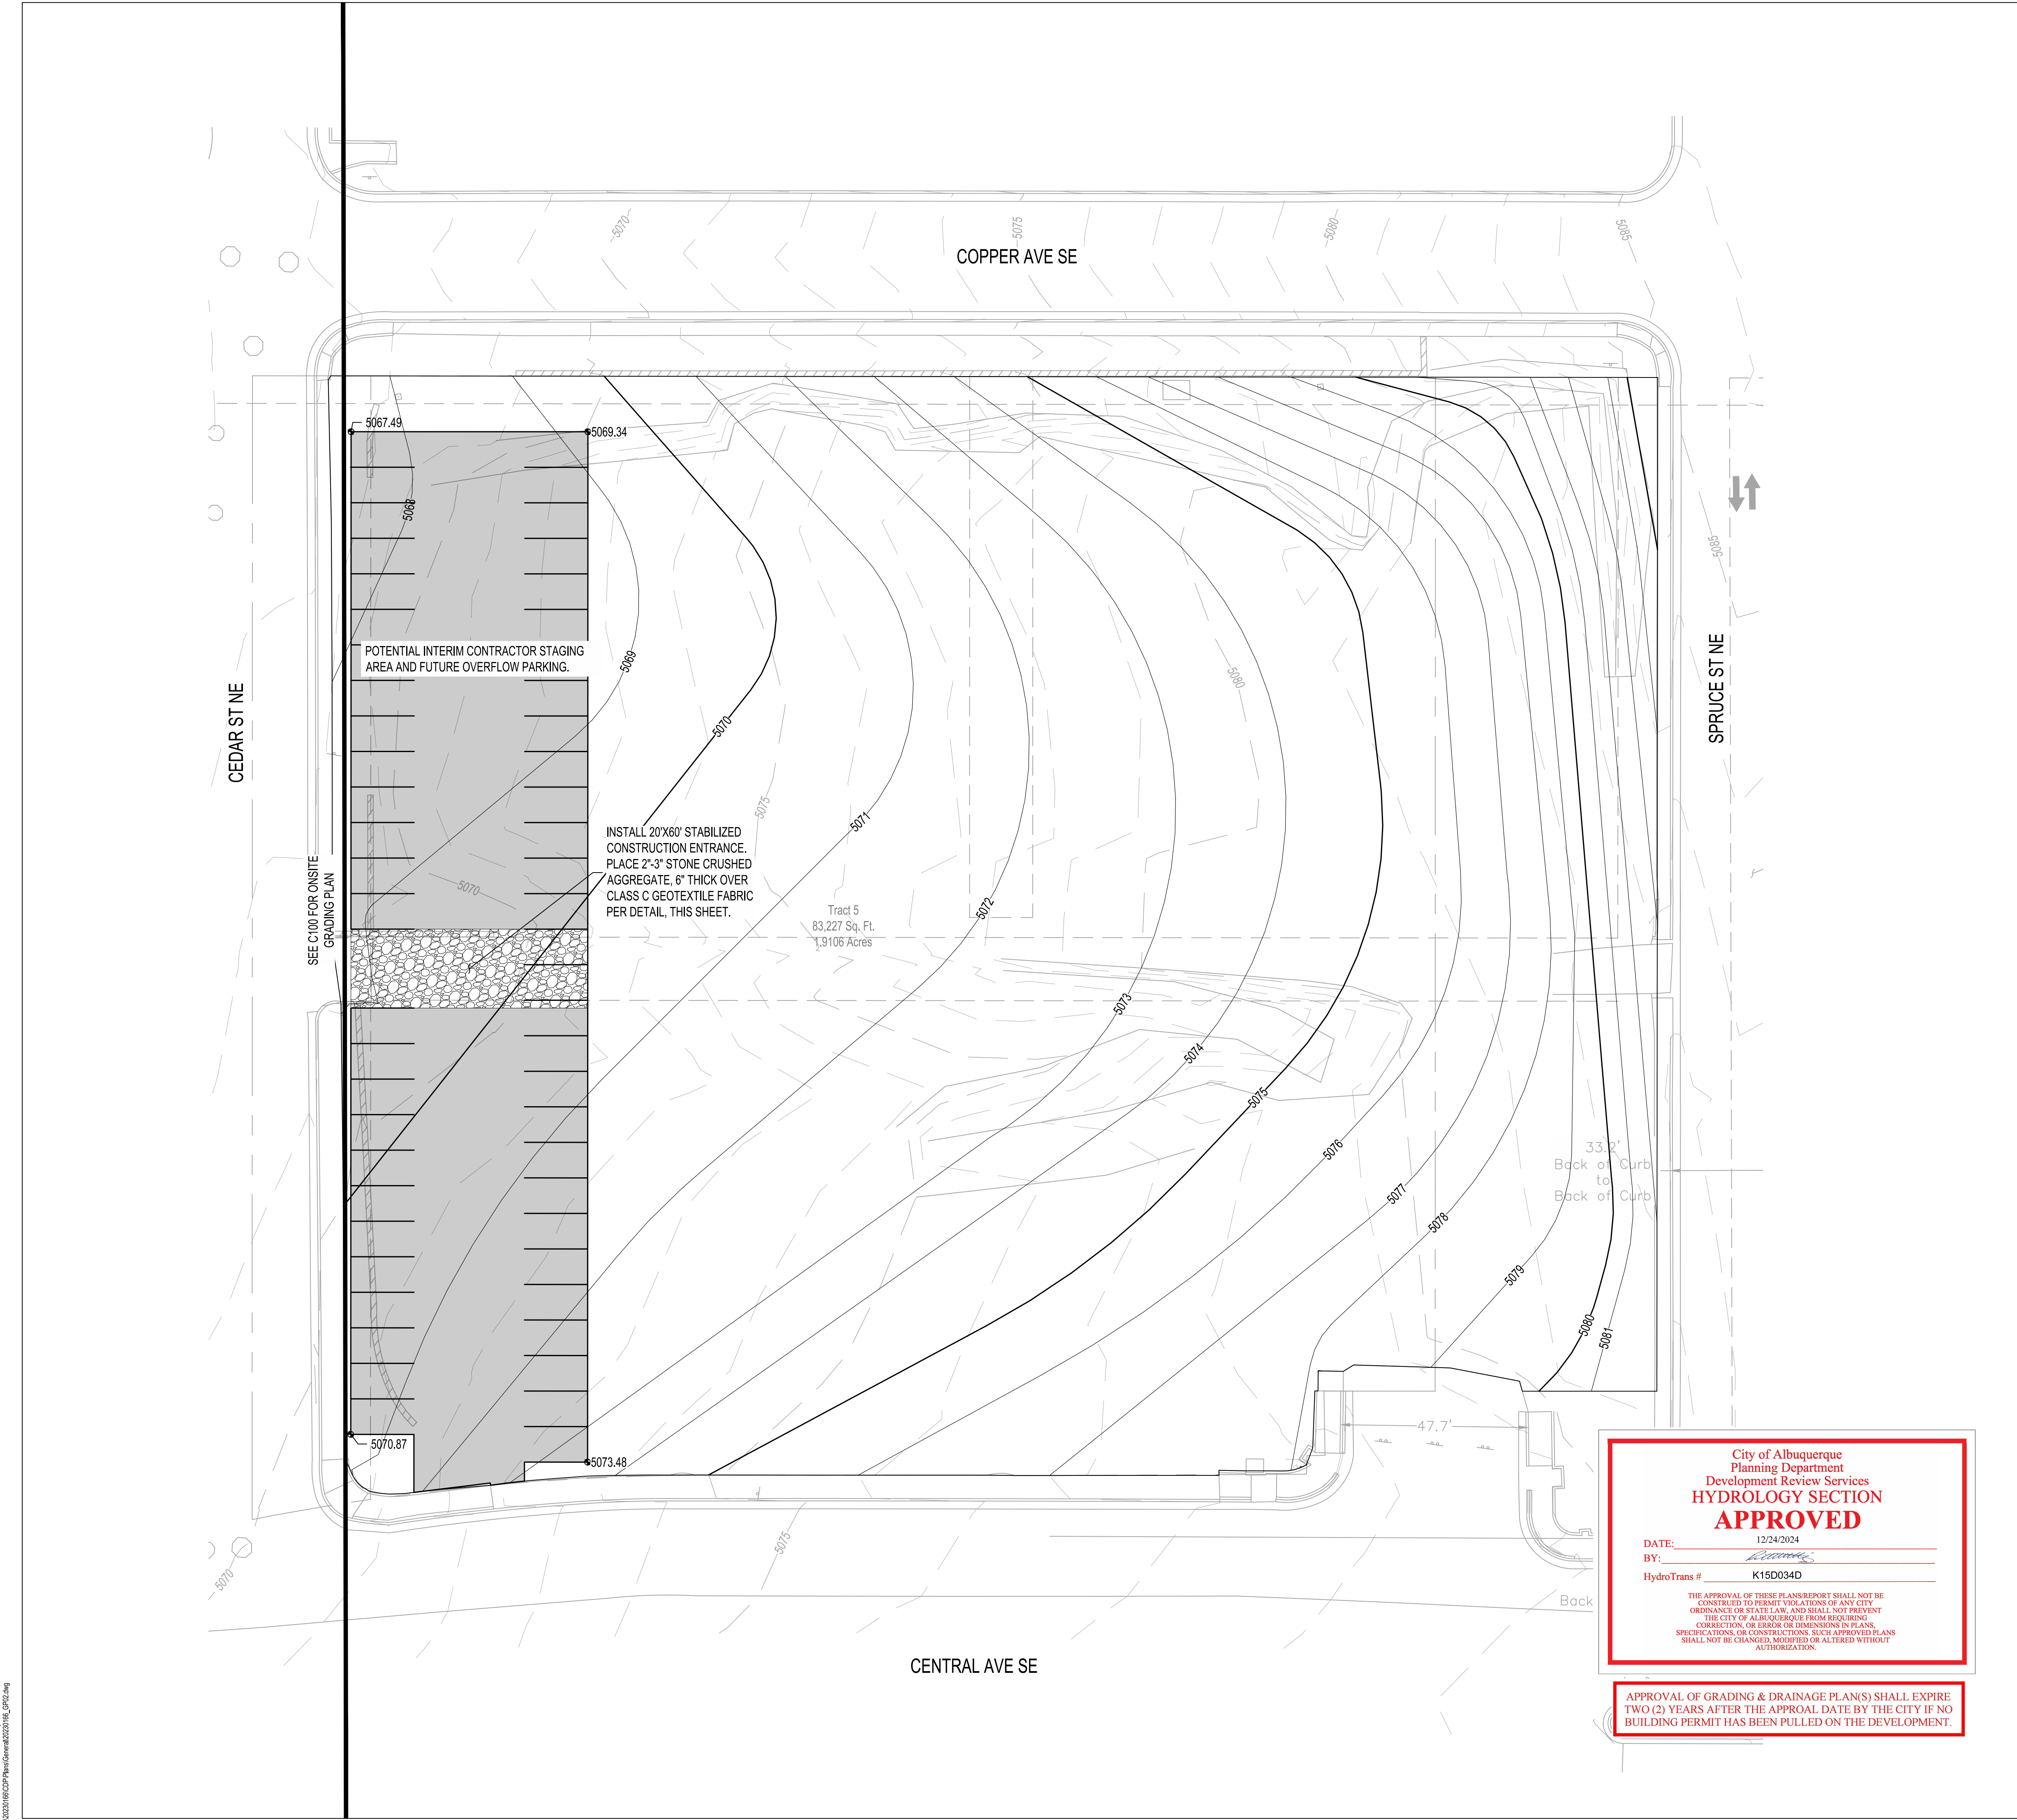 5070
5075
5080
5085
COPPER AVE SE
5067.49
5069.34
5068
5085
POTENTIAL INTERIM CONTRACTOR STAGING
AREA AND FUTURE OVERFLOW PARKING.
5069
5080
CEDAR ST NE
SPRUCE ST NE
5070
5075
5071
INSTALL 20'X60' STABILIZED
CONSTRUCTION ENTRANCE.
PLACE 2"-3" STONE CRUSHED
AGGREGATE, 6" THICK OVER
CLASS C GEOTEXTILE FABRIC
PER DETAIL, THIS SHEET.
5070
SEE C100 FOR ONSITE
GRADING PLAN
Tract 5
83,227 Sq. Ft.
1.9106 Acres
5072
5073
5074
5075
5076
5077
5078
5079
5080
5081
33.2'
Back of Curb
to
Back of Curb
47.7'
5070.87
5073.48
5075
5070
Back
CENTRAL AVE SE
City of Albuquerque
Planning Department
Development Review Services
HYDROLOGY SECTION
APPROVED
DATE: 12/24/2024
BY:
HydroTrans # K15D034D
THE APPROVAL OF THESE PLANS/REPORT SHALL NOT BE
CONSTRUED TO PERMIT VIOLATIONS OF ANY CITY
ORDINANCE OR STATE LAW, AND SHALL NOT PREVENT
THE CITY OF ALBUQUERQUE FROM REQUIRING
CORRECTION, OR ERROR OR DIMENSIONS IN PLANS,
SPECIFICATIONS, OR CONSTRUCTIONS. SUCH APPROVED PLANS
SHALL NOT BE CHANGED, MODIFIED OR ALTERED WITHOUT
AUTHORIZATION.
APPROVAL OF GRADING & DRAINAGE PLAN(S) SHALL EXPIRE
TWO (2) YEARS AFTER THE APPROAL DATE BY THE CITY IF NO
BUILDING PERMIT HAS BEEN PULLED ON THE DEVELOPMENT.
\20230166\CDP\Plans\General\20230166_GP02.dwg